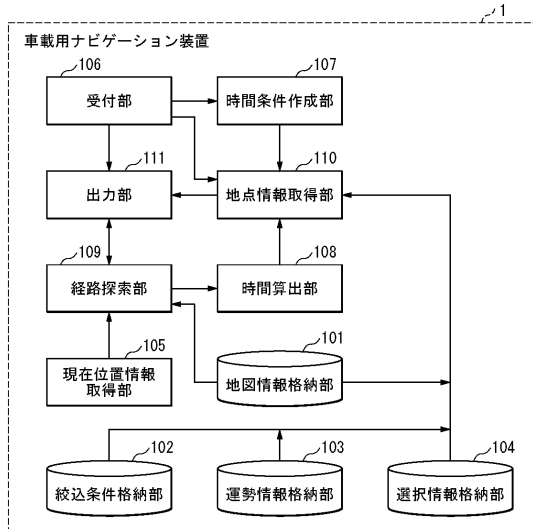 1
車載用ナビゲーション装置
106
受付部
107
時間条件作成部
111
出力部
110
地点情報取得部
109
経路探索部
108
時間算出部
105
現在位置情報
取得部
101
地図情報格納部
102
絞込条件格納部
103
運勢情報格納部
104
選択情報格納部